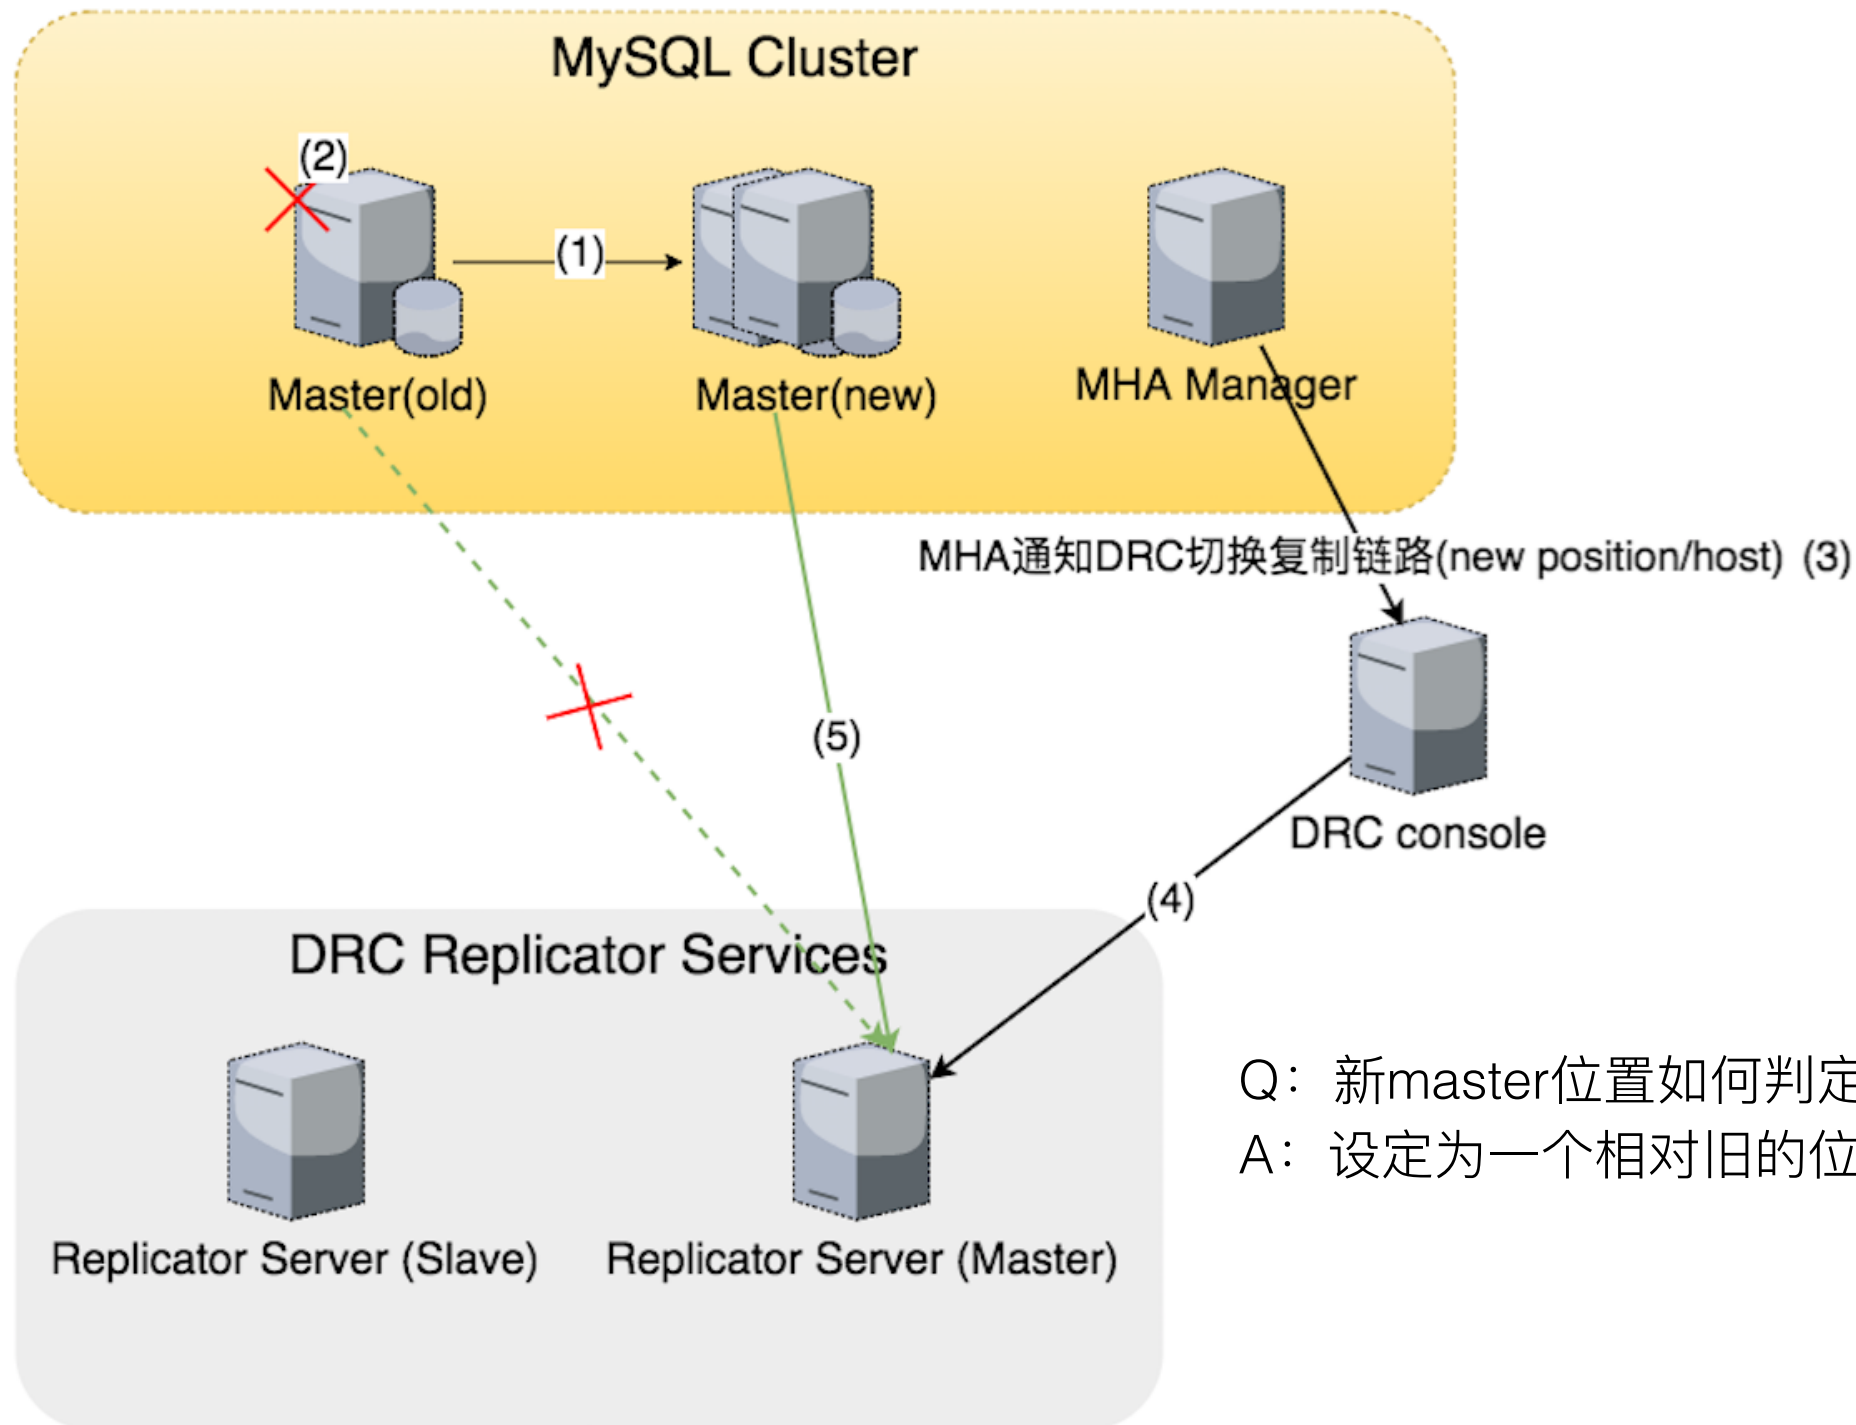 MySQL Cluster
(2)
(1)
Master(old)
Master(new)
MHA Manager
MHA通知DRC切换复制链路(new position/host) (3)
(5)
DRC console
(4)
DRC Replicator Services
Q：新master位置如何判定
A：设定为一个相对旧的位
Replicator Server (Slave)
Replicator Server (Master)